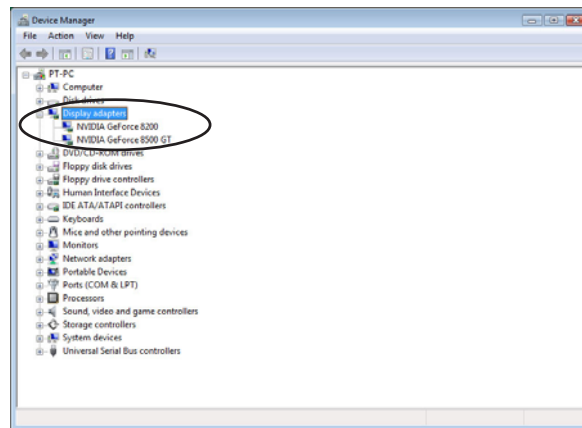 Device Manager
File Action View Help
PT-PC
Computer
Disk drives
Display adapters
NVIDIA GeForce 8200
NVIDIA GeForce 8500 GT
DVD/CD-ROM drives
Floppy disk drives
Floppy drive controllers
Human Interface Devices
IDE ATA/ATAPI controllers
Keyboards
Mice and other pointing devices
Monitors
Network adapters
Portable Devices
Ports (COM & LPT)
Processors
Sound, video and game controllers
Storage controllers
System devices
Universal Serial Bus controllers